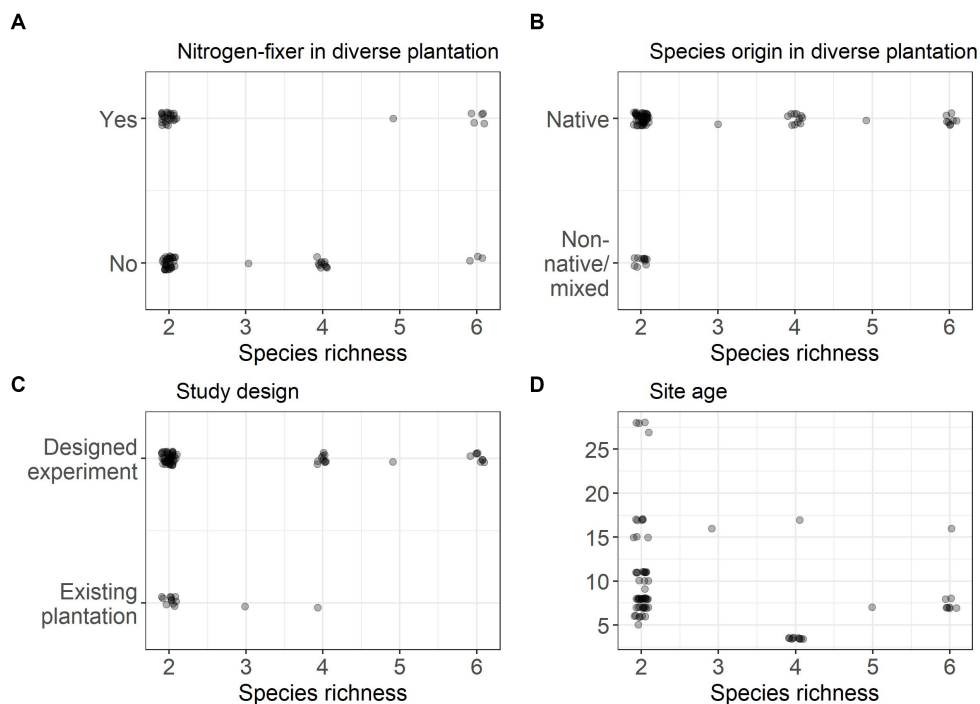 A
Nitrogen-fixer in diverse plantation
Yes
No
2 3 4 5 6
Species richness
B
Species origin in diverse plantation
Native
Non-
native/
mixed
2 3 4 5 6
Species richness
C
Study design
Designed
experiment
Existing
plantation
2 3 4 5 6
Species richness
D
Site age
25
20
15
10
5
2 3 4 5 6
Species richness